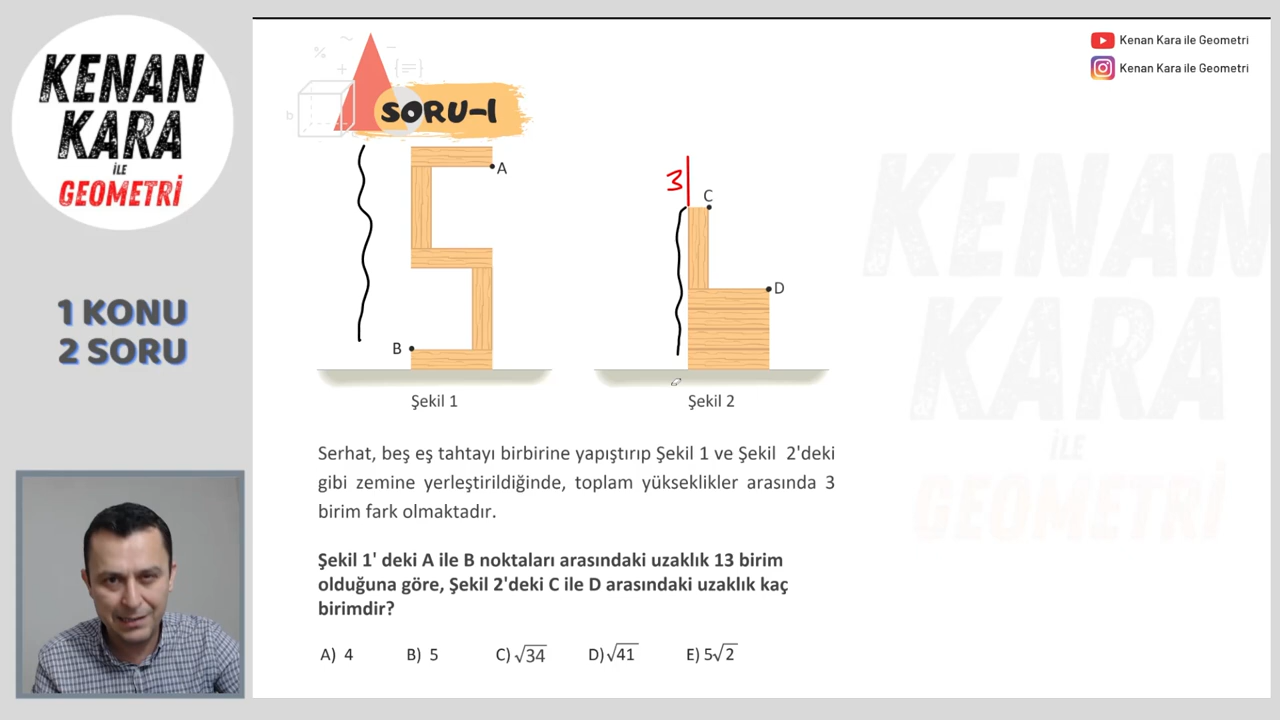 KENAN
KARA
İLE
GEOMETRİ
1 KONU
2 SORU
Kenan Kara ile Geometri
Kenan Kara ile Geometri
SORU-1
A
B
Şekil 1
3
C
D
Şekil 2
Serhat, beş eş tahtayı birbirine yapıştırıp Şekil 1 ve Şekil 2'deki
gibi zemine yerleştirildiğinde, toplam yükseklikler arasında 3
birim fark olmaktadır.
Şekil 1' deki A ile B noktaları arasındaki uzaklık 13 birim
olduğuna göre, Şekil 2'deki C ile D arasındaki uzaklık kaç
birimdir?
A) 4 B) 5 C) √34 D) √41 E) 5√2
KENAN
KARA
İLE
GEOMETRİ